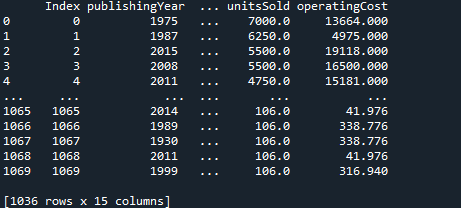 Index publishingYear ... unitsSold operatingCost
0 0 1975 ... 7000.0 13664.000
1 1 1987 ... 6250.0 4975.000
2 2 2015 ... 5500.0 19118.000
3 3 2008 ... 5500.0 16500.000
4 4 2011 ... 4750.0 15181.000
... ... ... ... ... ...
1065 1065 2014 ... 106.0 41.976
1066 1066 1989 ... 106.0 338.776
1067 1067 1930 ... 106.0 338.776
1068 1068 2011 ... 106.0 41.976
1069 1069 1999 ... 106.0 316.940
[1036 rows x 15 columns]